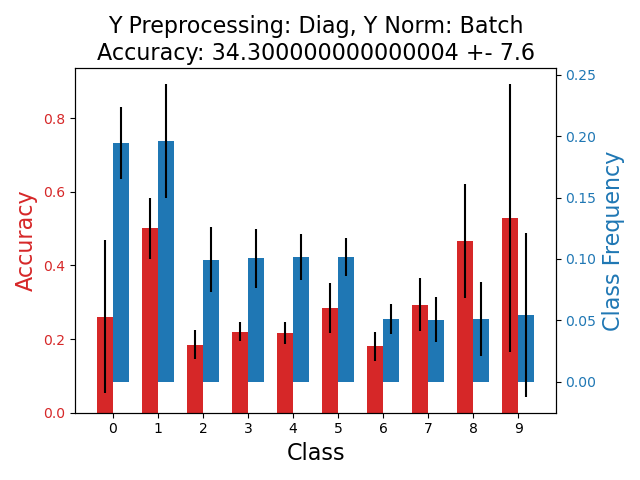 Y Preprocessing: Diag, Y Norm: Batch
Accuracy: 34.300000000000004 +- 7.6
0.8
0.6
0.4
0.2
0.0
Accuracy
0.25
0.20
0.15
0.10
0.05
0.00
Class Frequency
0 1 2 3 4 5 6 7 8 9
Class